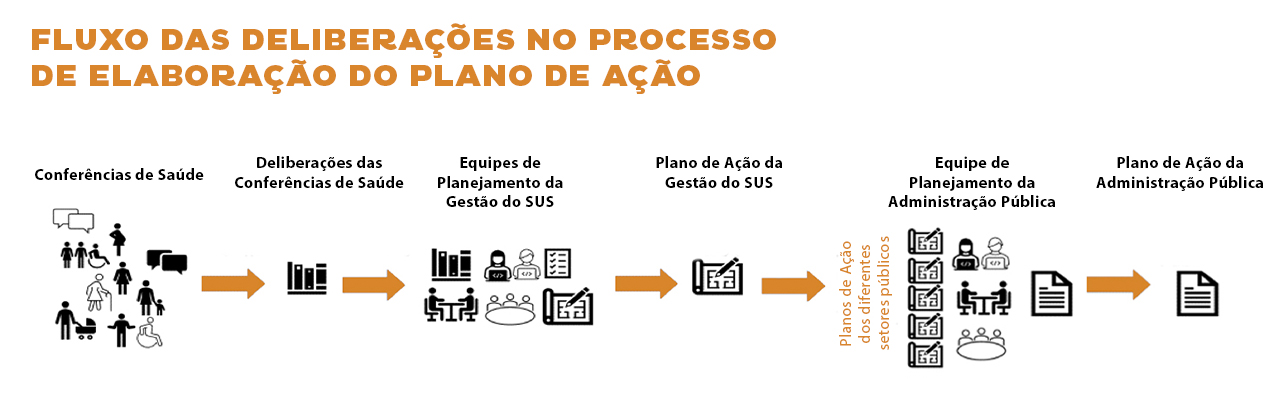 FLUXO DAS DELIBERAÇÕES NO PROCESSO
DE ELABORAÇÃO DO PLANO DE AÇÃO
Conferências de Saúde
Deliberações das
Conferências de Saúde
Equipes de
Planejamento da
Gestão do SUS
Plano de Ação da
Gestão do SUS
Equipe de
Planejamento da
Administração Pública
Plano de Ação da
Administração Pública
Planos de Ação
dos diferentes
setores públicos